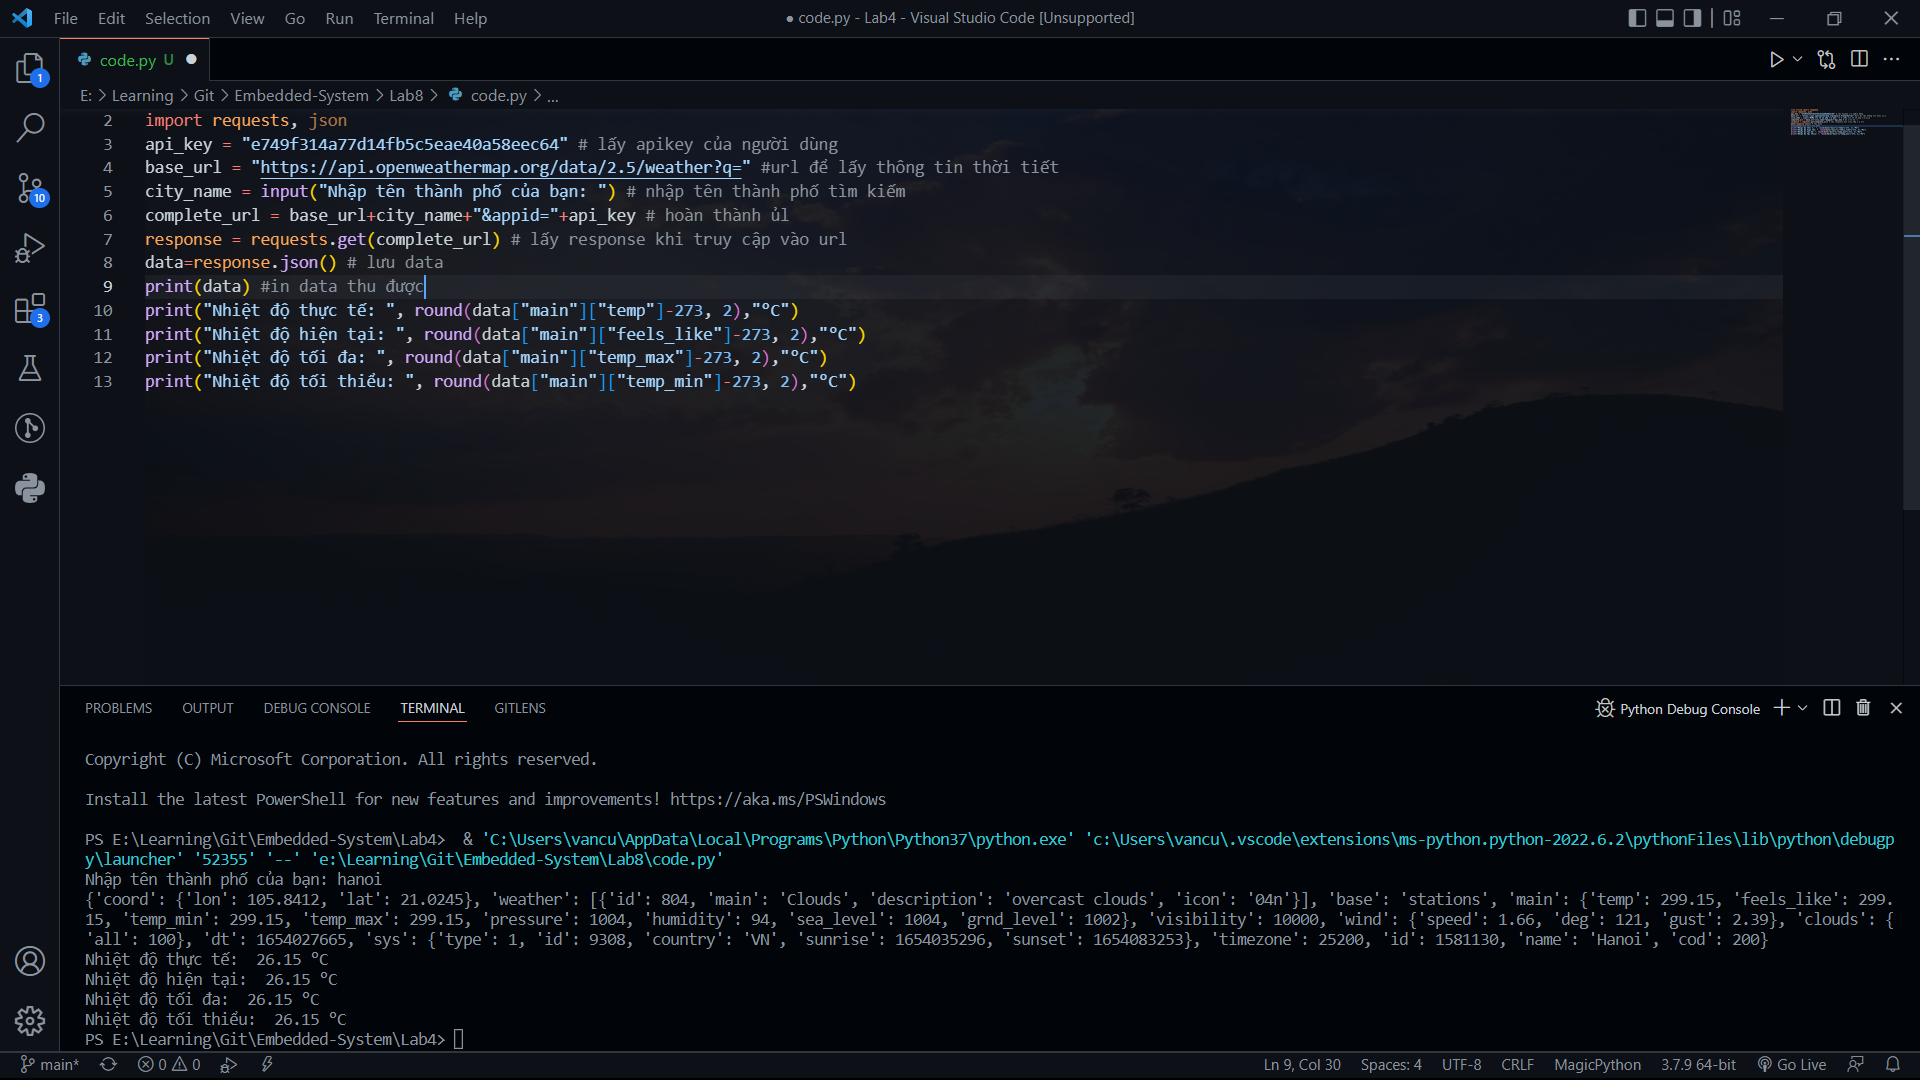 File Edit Selection View Go Run Terminal Help
● code.py - Lab4 - Visual Studio Code [Unsupported]
code.py U ●
E: > Learning > Git > Embedded-System > Lab8 > code.py > ...
2 import requests, json
3 api_key = "e749f314a77d14fb5c5eae40a58eec64" # lấy apikey của người dùng
4 base_url = "https://api.openweathermap.org/data/2.5/weather?q=" #url để lấy thông tin thời tiết
5 city_name = input("Nhập tên thành phố của bạn: ") # nhập tên thành phố tìm kiếm
6 complete_url = base_url+city_name+"&appid="+api_key # hoàn thành ủl
7 response = requests.get(complete_url) # lấy response khi truy cập vào url
8 data=response.json() # lưu data
9 print(data) #in data thu được
10 print("Nhiệt độ thực tế: ", round(data["main"]["temp"]-273, 2),"ºC")
11 print("Nhiệt độ hiện tại: ", round(data["main"]["feels_like"]-273, 2),"ºC")
12 print("Nhiệt độ tối đa: ", round(data["main"]["temp_max"]-273, 2),"ºC")
13 print("Nhiệt độ tối thiểu: ", round(data["main"]["temp_min"]-273, 2),"ºC")
1
10
3
PROBLEMS OUTPUT DEBUG CONSOLE TERMINAL GITLENS
Python Debug Console
Copyright (C) Microsoft Corporation. All rights reserved.
Install the latest PowerShell for new features and improvements! https://aka.ms/PSWindows
PS E:\Learning\Git\Embedded-System\Lab4>  & 'C:\Users\vancu\AppData\Local\Programs\Python\Python37\python.exe' 'c:\Users\vancu\.vscode\extensions\ms-python.python-2022.6.2\pythonFiles\lib\python\debugp
y\launcher' '52355' '--' 'e:\Learning\Git\Embedded-System\Lab8\code.py'
Nhập tên thành phố của bạn: hanoi
{'coord': {'lon': 105.8412, 'lat': 21.0245}, 'weather': [{'id': 804, 'main': 'Clouds', 'description': 'overcast clouds', 'icon': '04n'}], 'base': 'stations', 'main': {'temp': 299.15, 'feels_like': 299.
15, 'temp_min': 299.15, 'temp_max': 299.15, 'pressure': 1004, 'humidity': 94, 'sea_level': 1004, 'grnd_level': 1002}, 'visibility': 10000, 'wind': {'speed': 1.66, 'deg': 121, 'gust': 2.39}, 'clouds': {
'all': 100}, 'dt': 1654027665, 'sys': {'type': 1, 'id': 9308, 'country': 'VN', 'sunrise': 1654035296, 'sunset': 1654083253}, 'timezone': 25200, 'id': 1581130, 'name': 'Hanoi', 'cod': 200}
Nhiệt độ thực tế:  26.15 ºC
Nhiệt độ hiện tại:  26.15 ºC
Nhiệt độ tối đa:  26.15 ºC
Nhiệt độ tối thiểu:  26.15 ºC
PS E:\Learning\Git\Embedded-System\Lab4>
main* 0 0 Ln 9, Col 30 Spaces: 4 UTF-8 CRLF MagicPython 3.7.9 64-bit Go Live